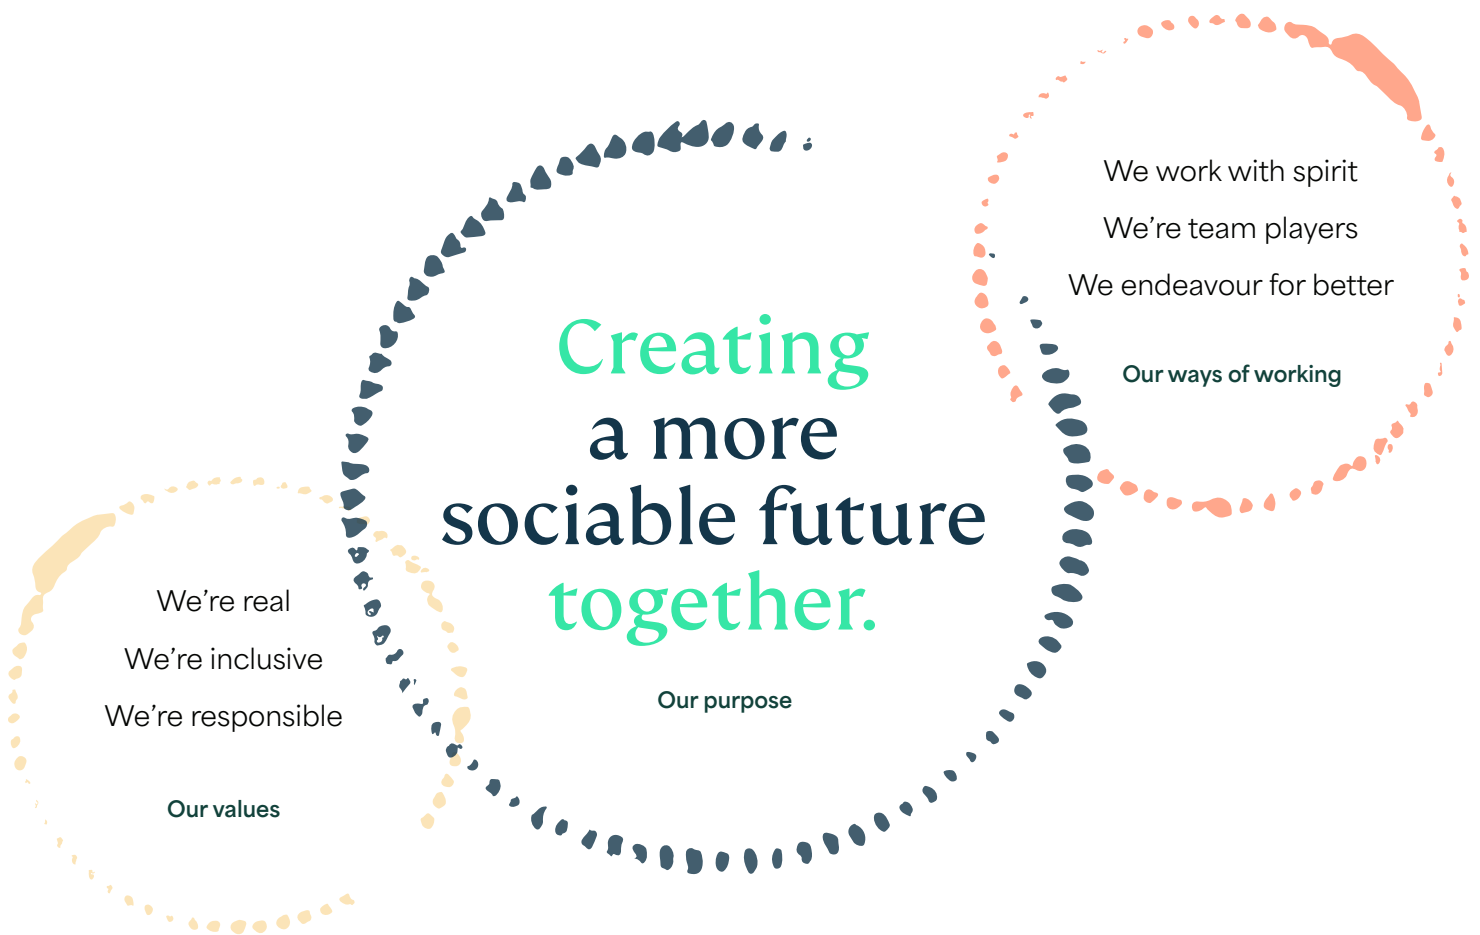 We work with spirit
We’re team players
We endeavour for better
Our ways of working
Creating
a more
sociable future
together.
Our purpose
We’re real
We’re inclusive
We’re responsible
Our values